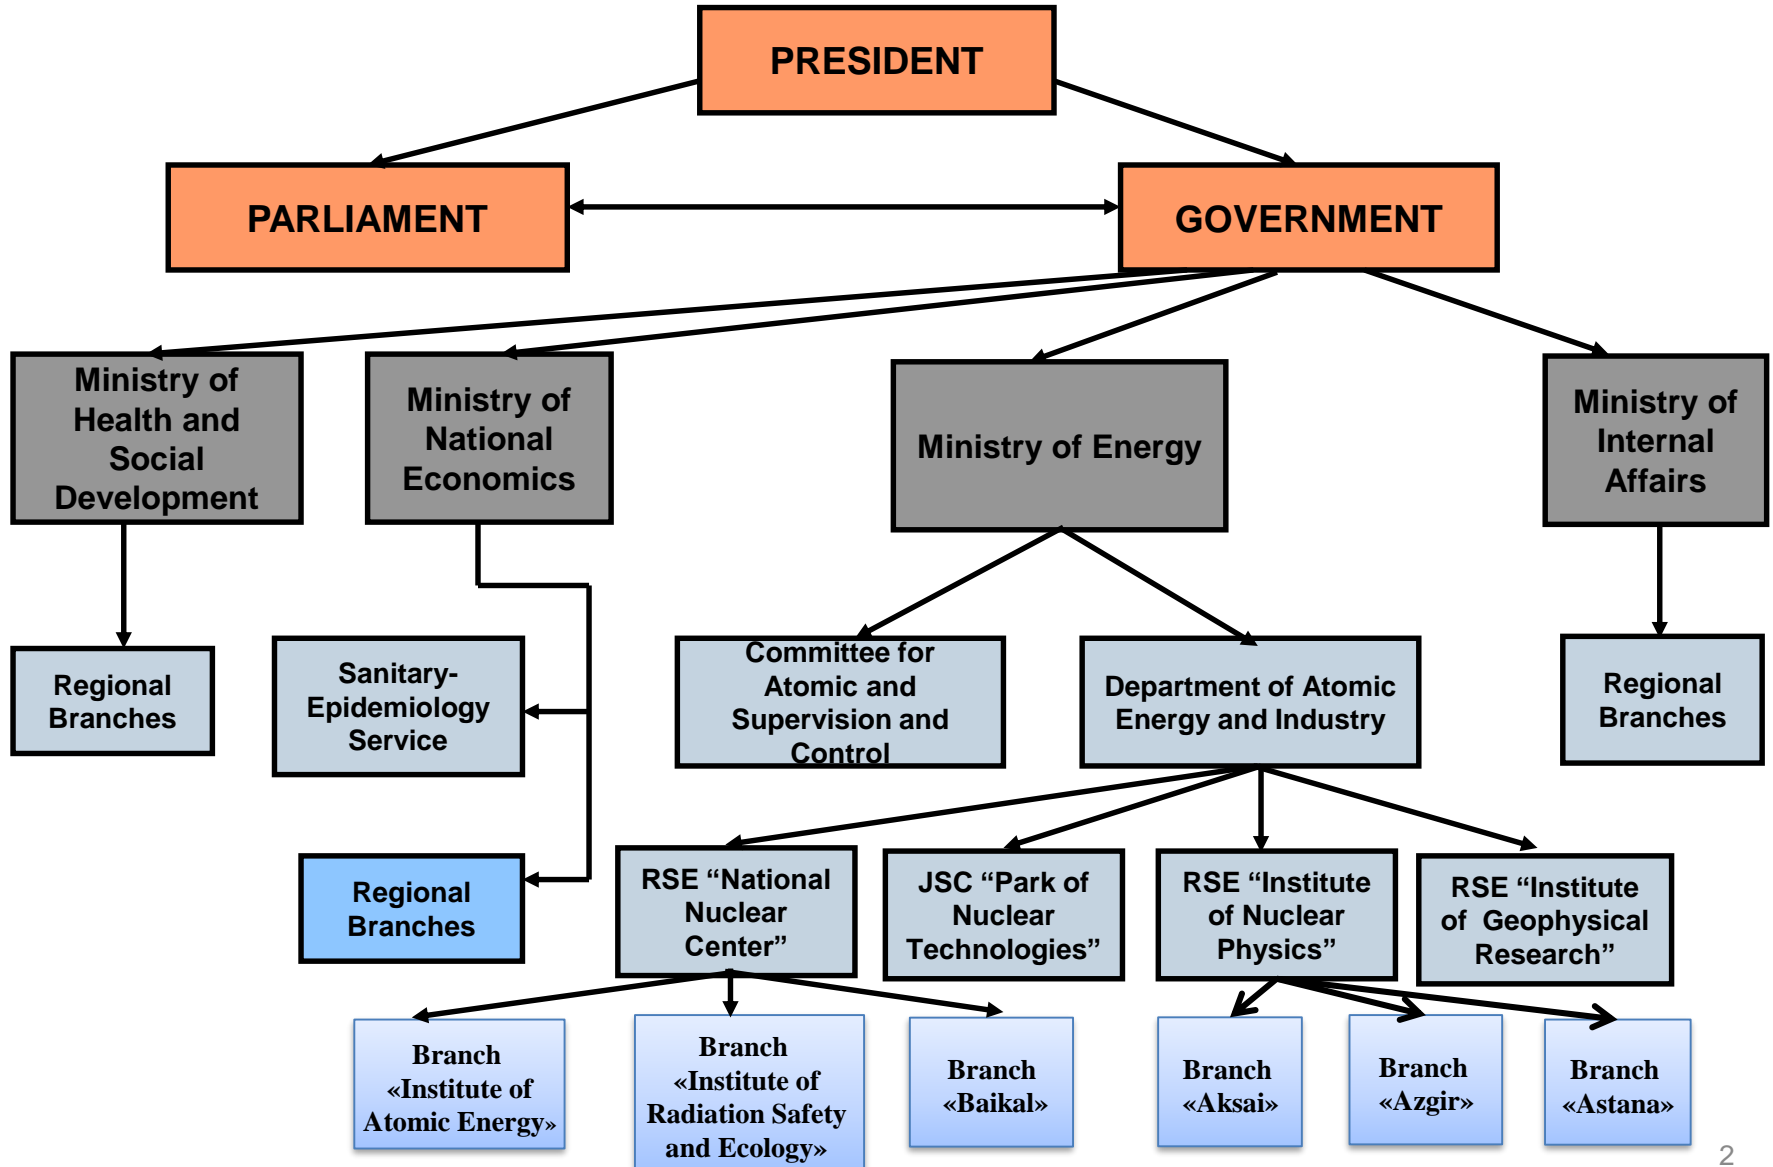 PRESIDENT
PARLIAMENT
GOVERNMENT
Ministry of
Health and
Social
Development
Ministry of
National
Economics
Ministry of Energy
Ministry of
Internal
Affairs
Regional
Branches
Sanitary-
Epidemiology
Service
Committee for
Atomic and
Supervision and
Control
Department of Atomic
Energy and Industry
Regional
Branches
Regional
Branches
RSE “National
Nuclear
Center”
JSC “Park of
Nuclear
Technologies”
RSE “Institute
of Nuclear
Physics”
RSE “Institute
of Geophysical
Research”
Branch
«Institute of
Atomic Energy»
Branch
«Institute of
Radiation Safety
and Ecology»
Branch
«Baikal»
Branch
«Aksai»
Branch
«Azgir»
Branch
«Astana»
2